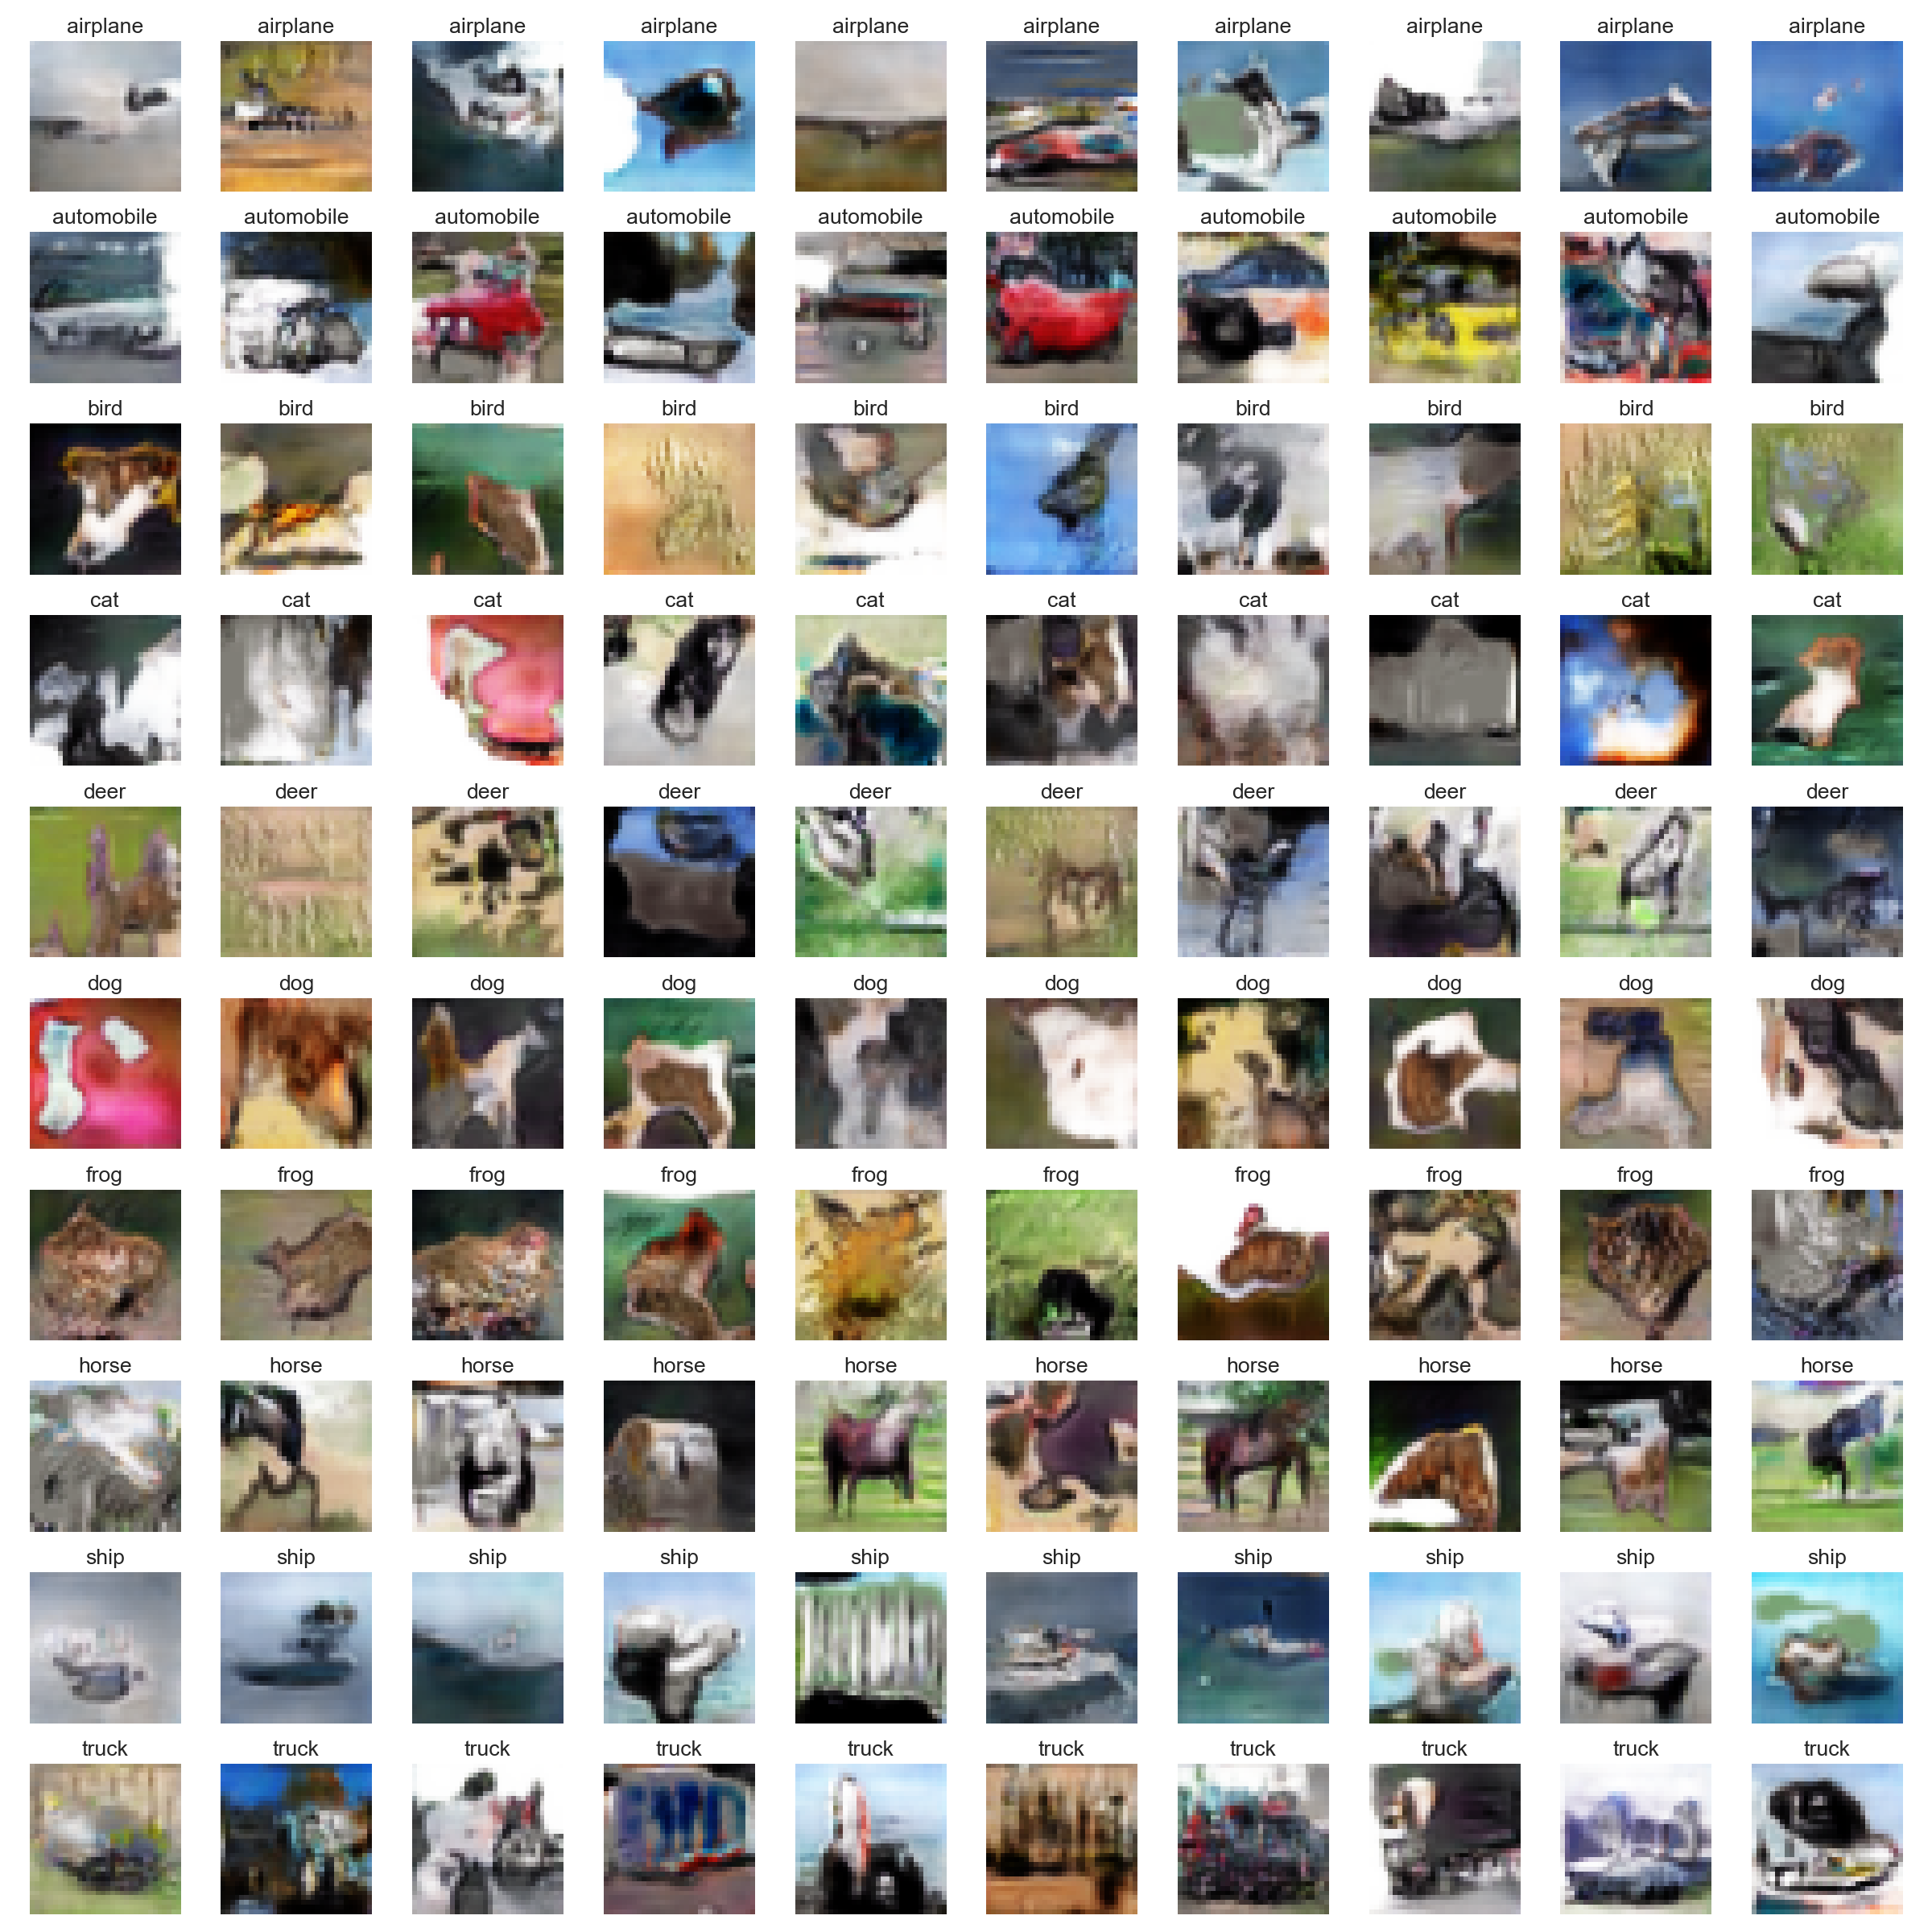 airplane airplane airplane airplane airplane airplane airplane airplane airplane airplane
automobile automobile automobile automobile automobile automobile automobile automobile automobile automobile
bird bird bird bird bird bird bird bird bird bird
cat cat cat cat cat cat cat cat cat cat
deer deer deer deer deer deer deer deer deer deer
dog dog dog dog dog dog dog dog dog dog
frog frog frog frog frog frog frog frog frog frog
horse horse horse horse horse horse horse horse horse horse
ship ship ship ship ship ship ship ship ship ship
truck truck truck truck truck truck truck truck truck truck